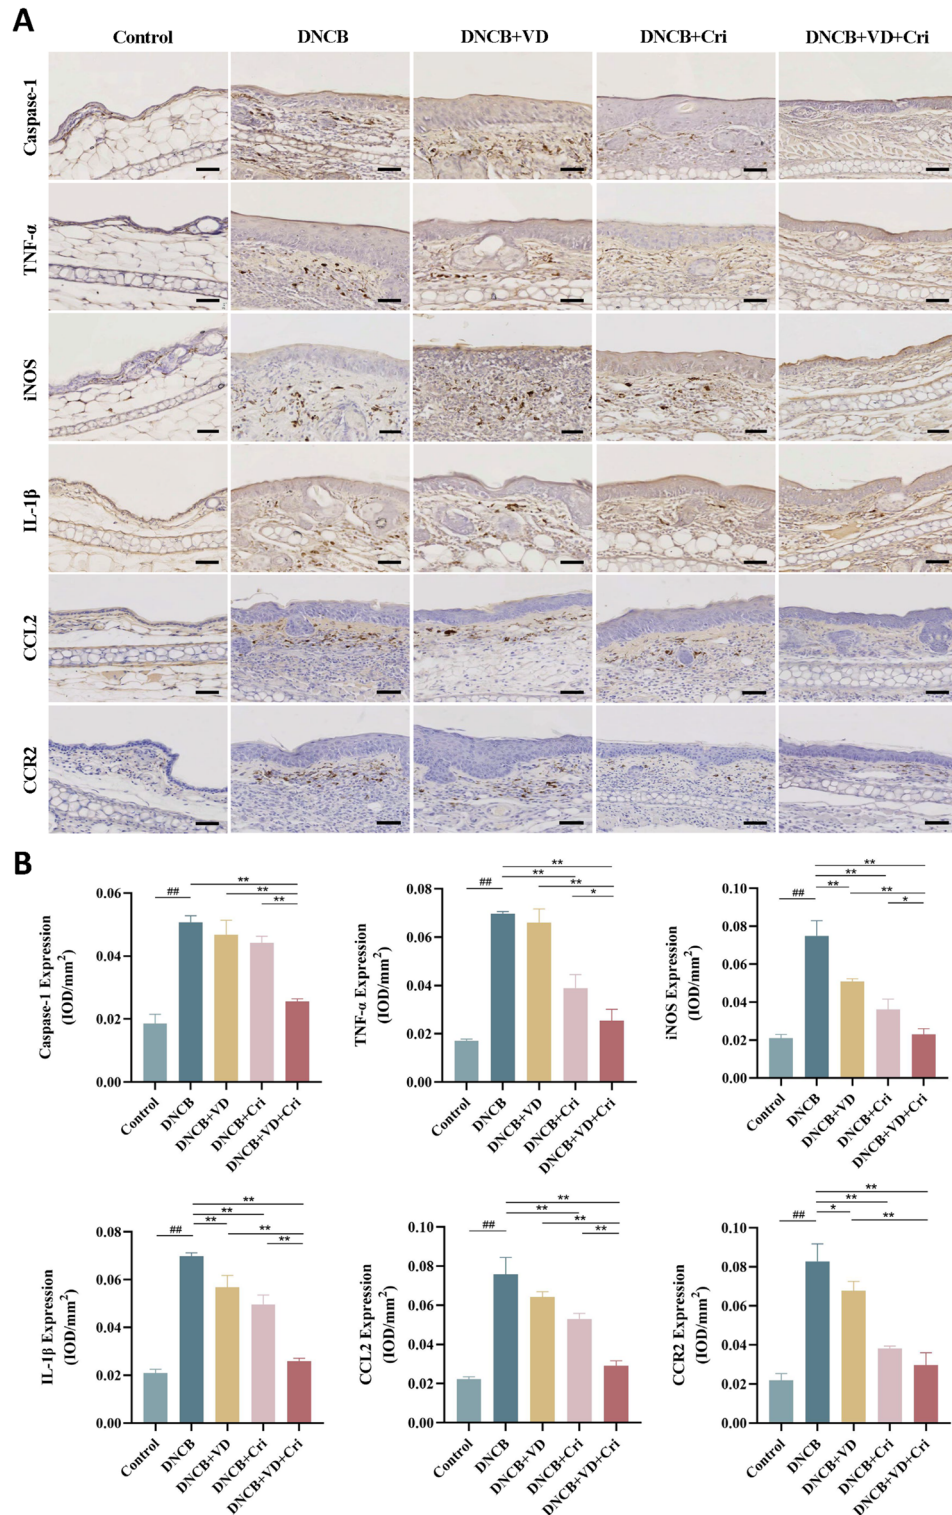 A
Control
DNCB
DNCB+VD
DNCB+Cri
DNCB+VD+Cri
Caspase-1
TNF-α
iNOS
IL-1β
CCL2
CCR2
B
Caspase-1 Expression
(IOD/mm²)
0.06
0.04
0.02
0.00
##
**
**
**
Control
DNCB
DNCB+VD
DNCB+Cri
DNCB+VD+Cri
TNF-α Expression
(IOD/mm²)
0.08
0.06
0.04
0.02
0.00
##
**
**
**
*
Control
DNCB
DNCB+VD
DNCB+Cri
DNCB+VD+Cri
iNOS Expression
(IOD/mm²)
0.10
0.08
0.06
0.04
0.02
0.00
##
**
**
**
**
*
Control
DNCB
DNCB+VD
DNCB+Cri
DNCB+VD+Cri
IL-1β Expression
(IOD/mm²)
0.08
0.06
0.04
0.02
0.00
##
**
**
**
**
**
Control
DNCB
DNCB+VD
DNCB+Cri
DNCB+VD+Cri
CCL2 Expression
(IOD/mm²)
0.10
0.08
0.06
0.04
0.02
0.00
##
**
**
**
**
Control
DNCB
DNCB+VD
DNCB+Cri
DNCB+VD+Cri
CCR2 Expression
(IOD/mm²)
0.10
0.08
0.06
0.04
0.02
0.00
##
**
**
*
**
Control
DNCB
DNCB+VD
DNCB+Cri
DNCB+VD+Cri